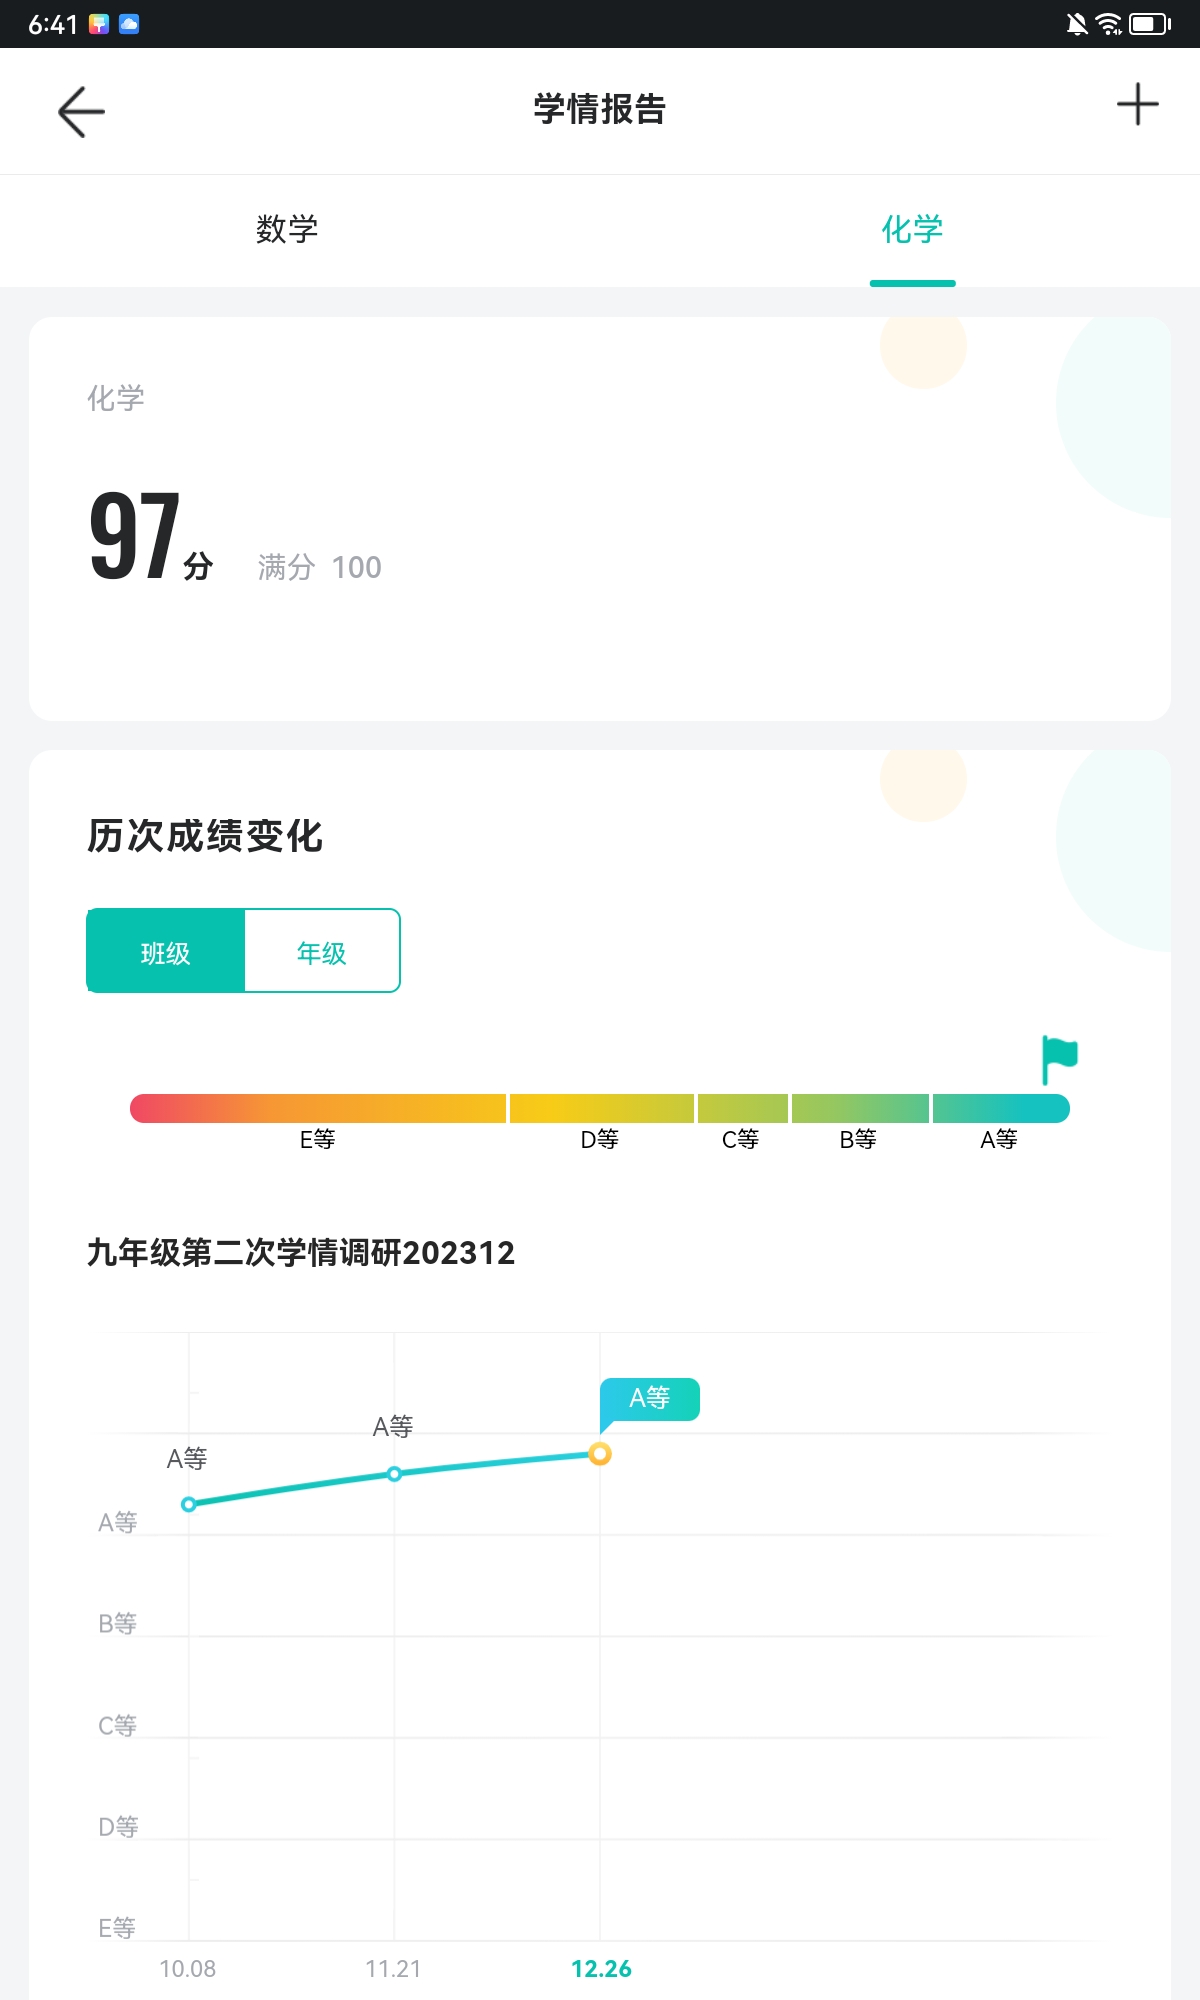 6:41
学情报告
数学 化学
化学
97分 满分 100
历次成绩变化
班级 年级
E等 D等 C等 B等 A等
九年级第二次学情调研202312
A等
A等
A等
A等
B等
C等
D等
E等
10.08 11.21 12.26